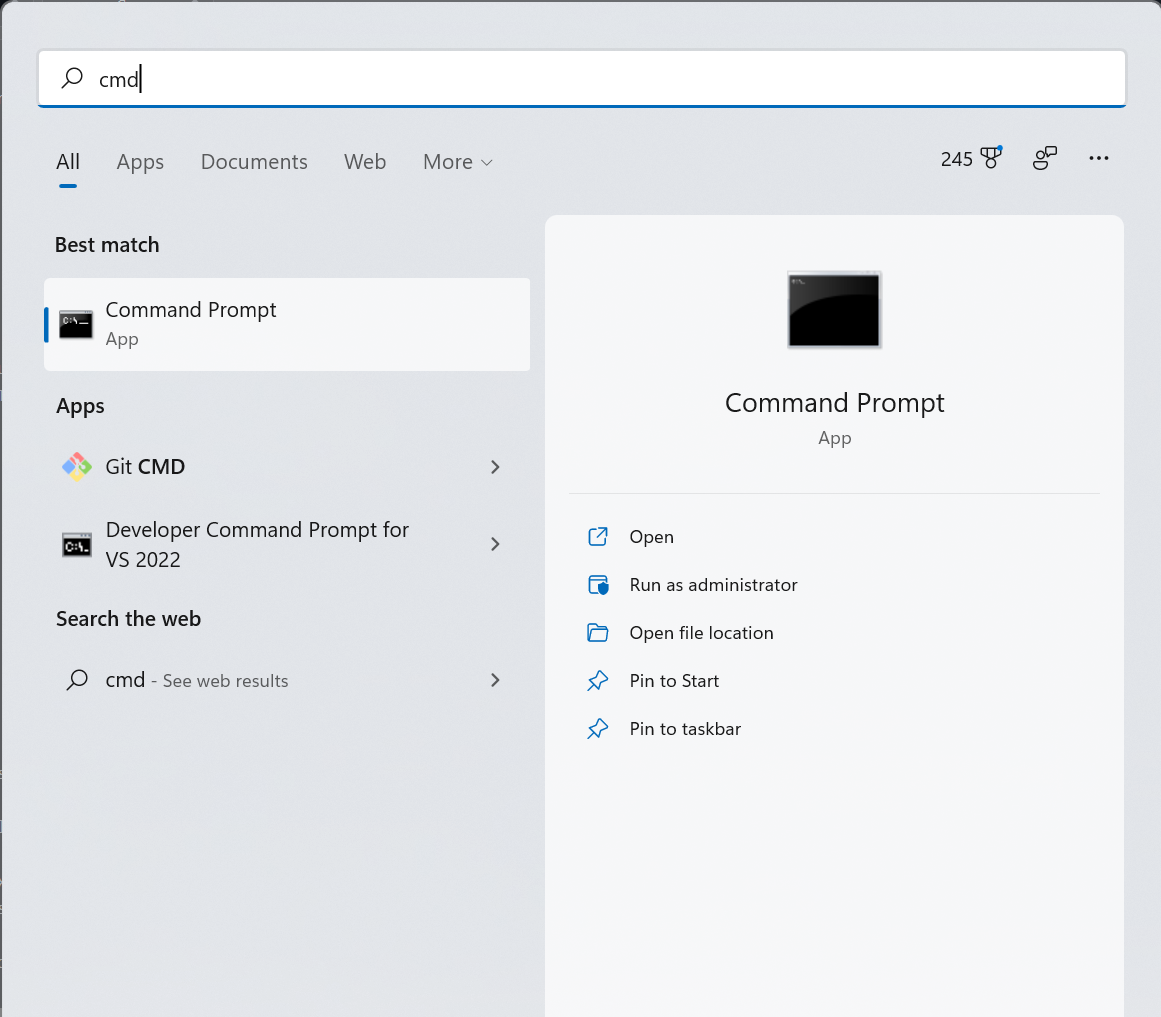 cmd
All Apps Documents Web More
245
Best match
Command Prompt
App
Apps
Git CMD
Developer Command Prompt for
VS 2022
Search the web
cmd - See web results
Command Prompt
App
Open
Run as administrator
Open file location
Pin to Start
Pin to taskbar